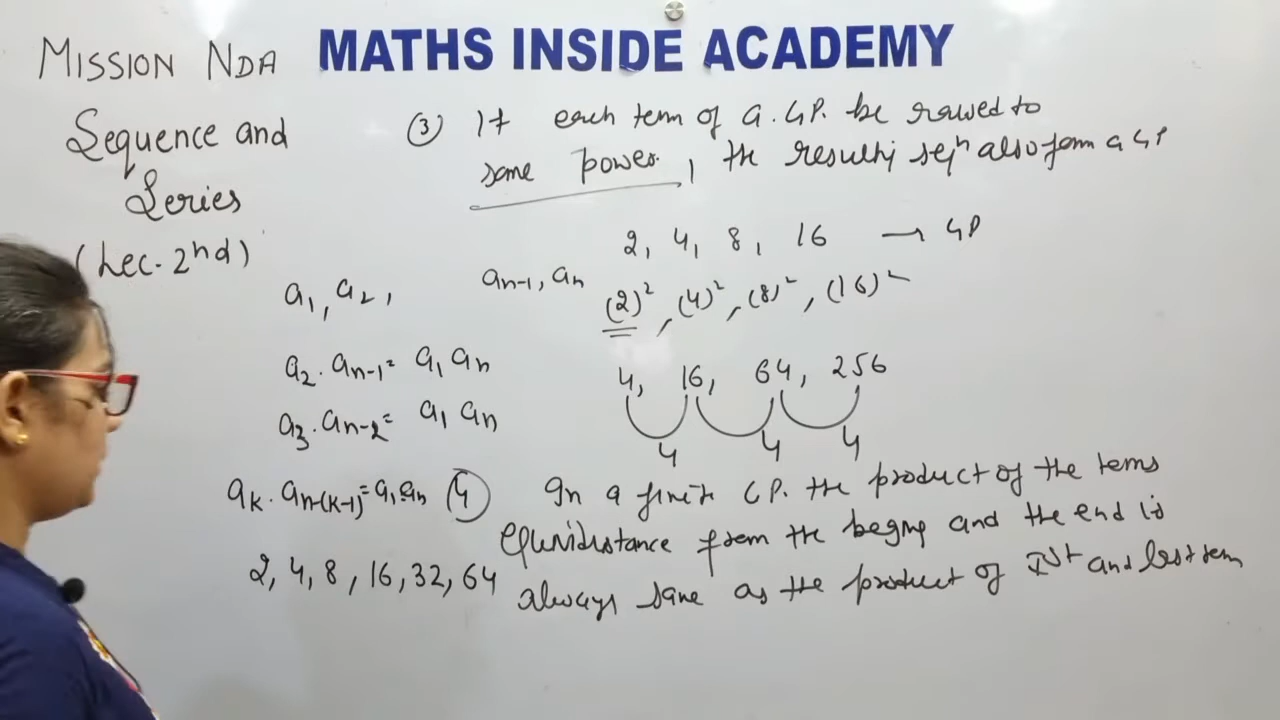 MISSION NDA
MATHS INSIDE ACADEMY
Sequence and
Series
(Lec. 2nd)
③ If each term of a G.P. be raised to
same power, the resulting seqn also form a GP
2, 4, 8, 16 → GP
(2)², (4)², (8)², (16)²
4, 16, 64, 256
4 4 4
a1, a2, an-1, an
a2 . an-1 = a1 an
a3 . an-2 = a1 an
ak . an-(k-1) = a1 an
2, 4, 8, 16, 32, 64
④ In a finite GP. the product of the terms
equidistance from the begng and the end is
always same as the product of Ist and last term